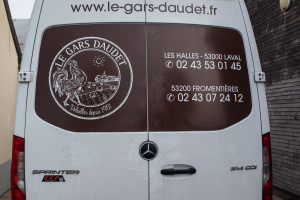 www.le-gars-daudet.fr
LE GARS DAUDET
Volailles depuis 1981
LES HALLES - 53000 LAVAL
✆ 02 43 53 01 45
53200 FROMENTIÈRES
✆ 02 43 07 24 12
SPRINTER
314 CDI